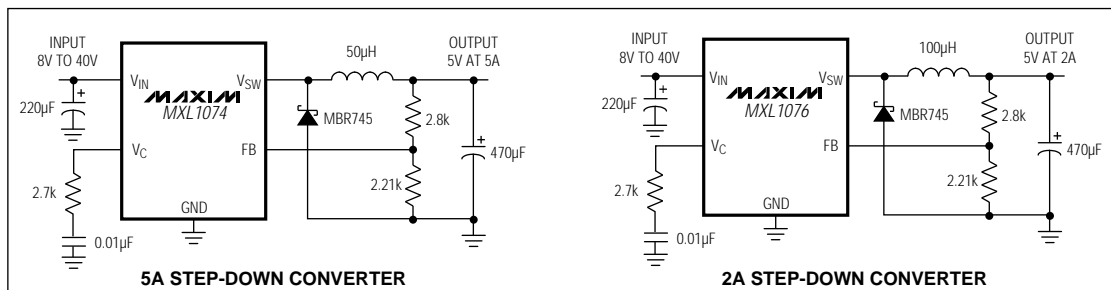 INPUT
8V TO 40V
220µF
+
VIN
MAXIM
MXL1074
VC
GND
VSW
FB
2.7k
0.01µF
50µH
MBR745
2.8k
2.21k
OUTPUT
5V AT 5A
+
470µF
5A STEP-DOWN CONVERTER
INPUT
8V TO 40V
220µF
+
VIN
MAXIM
MXL1076
VC
GND
VSW
FB
2.7k
0.01µF
100µH
MBR745
2.8k
2.21k
OUTPUT
5V AT 2A
+
470µF
2A STEP-DOWN CONVERTER